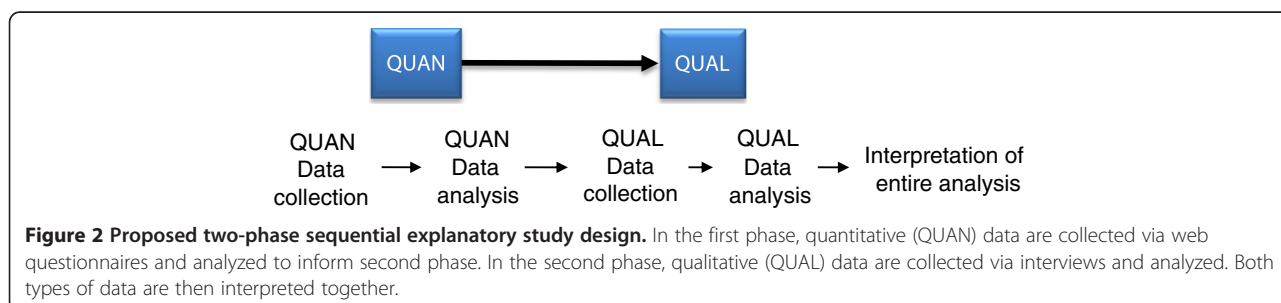 QUAN QUAL
QUAN Data collection
QUAN Data analysis
QUAL Data collection
QUAL Data analysis
Interpretation of entire analysis
Figure 2 Proposed two-phase sequential explanatory study design. In the first phase, quantitative (QUAN) data are collected via web
questionnaires and analyzed to inform second phase. In the second phase, qualitative (QUAL) data are collected via interviews and analyzed. Both
types of data are then interpreted together.